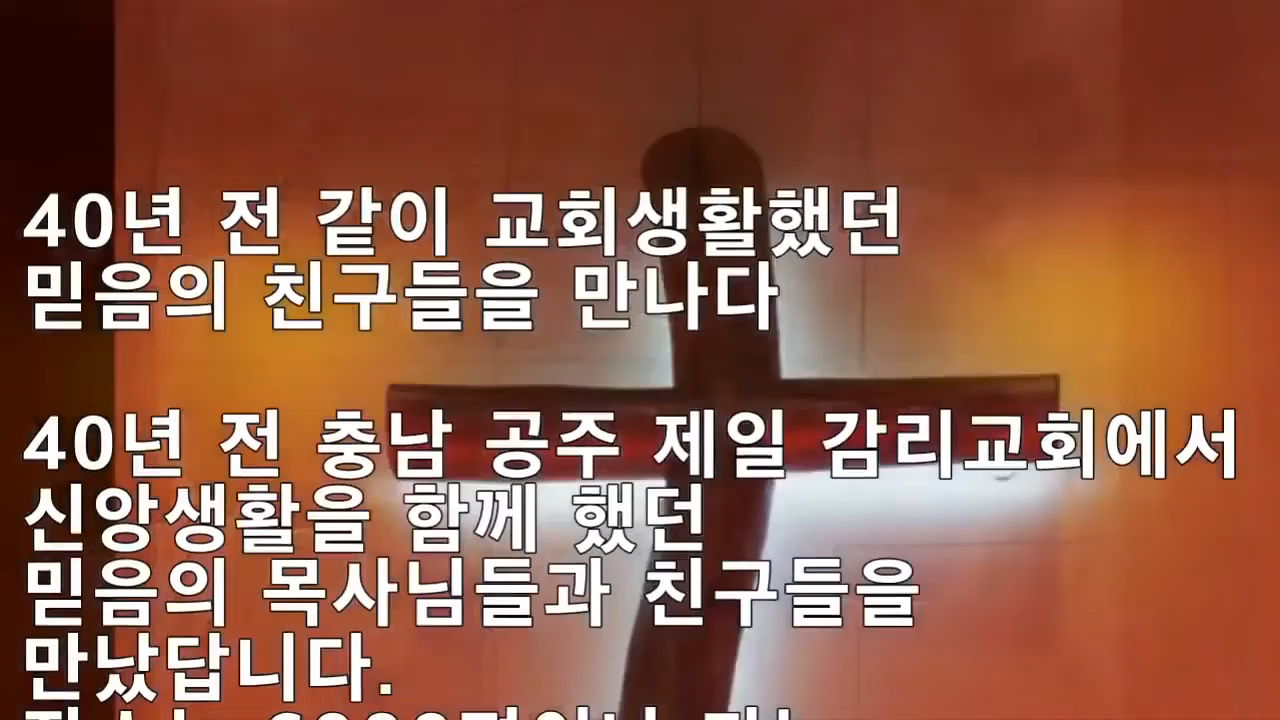 40년 전 같이 교회생활했던
믿음의 친구들을 만나다
40년 전 충남 공주 제일 감리교회에서
신앙생활을 함께 했던
믿음의 목사님들과 친구들을
만났답니다.